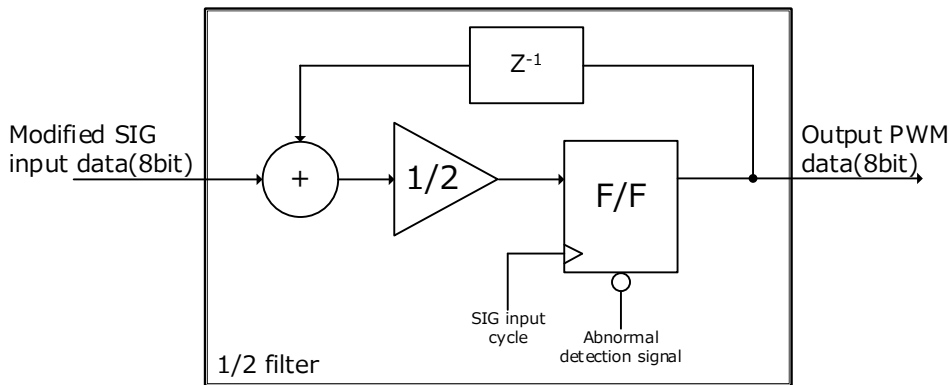 Z-1
Modified SIG
input data(8bit)
+
1/2
F/F
Output PWM
data(8bit)
SIG input
cycle
Abnormal
detection signal
1/2 filter